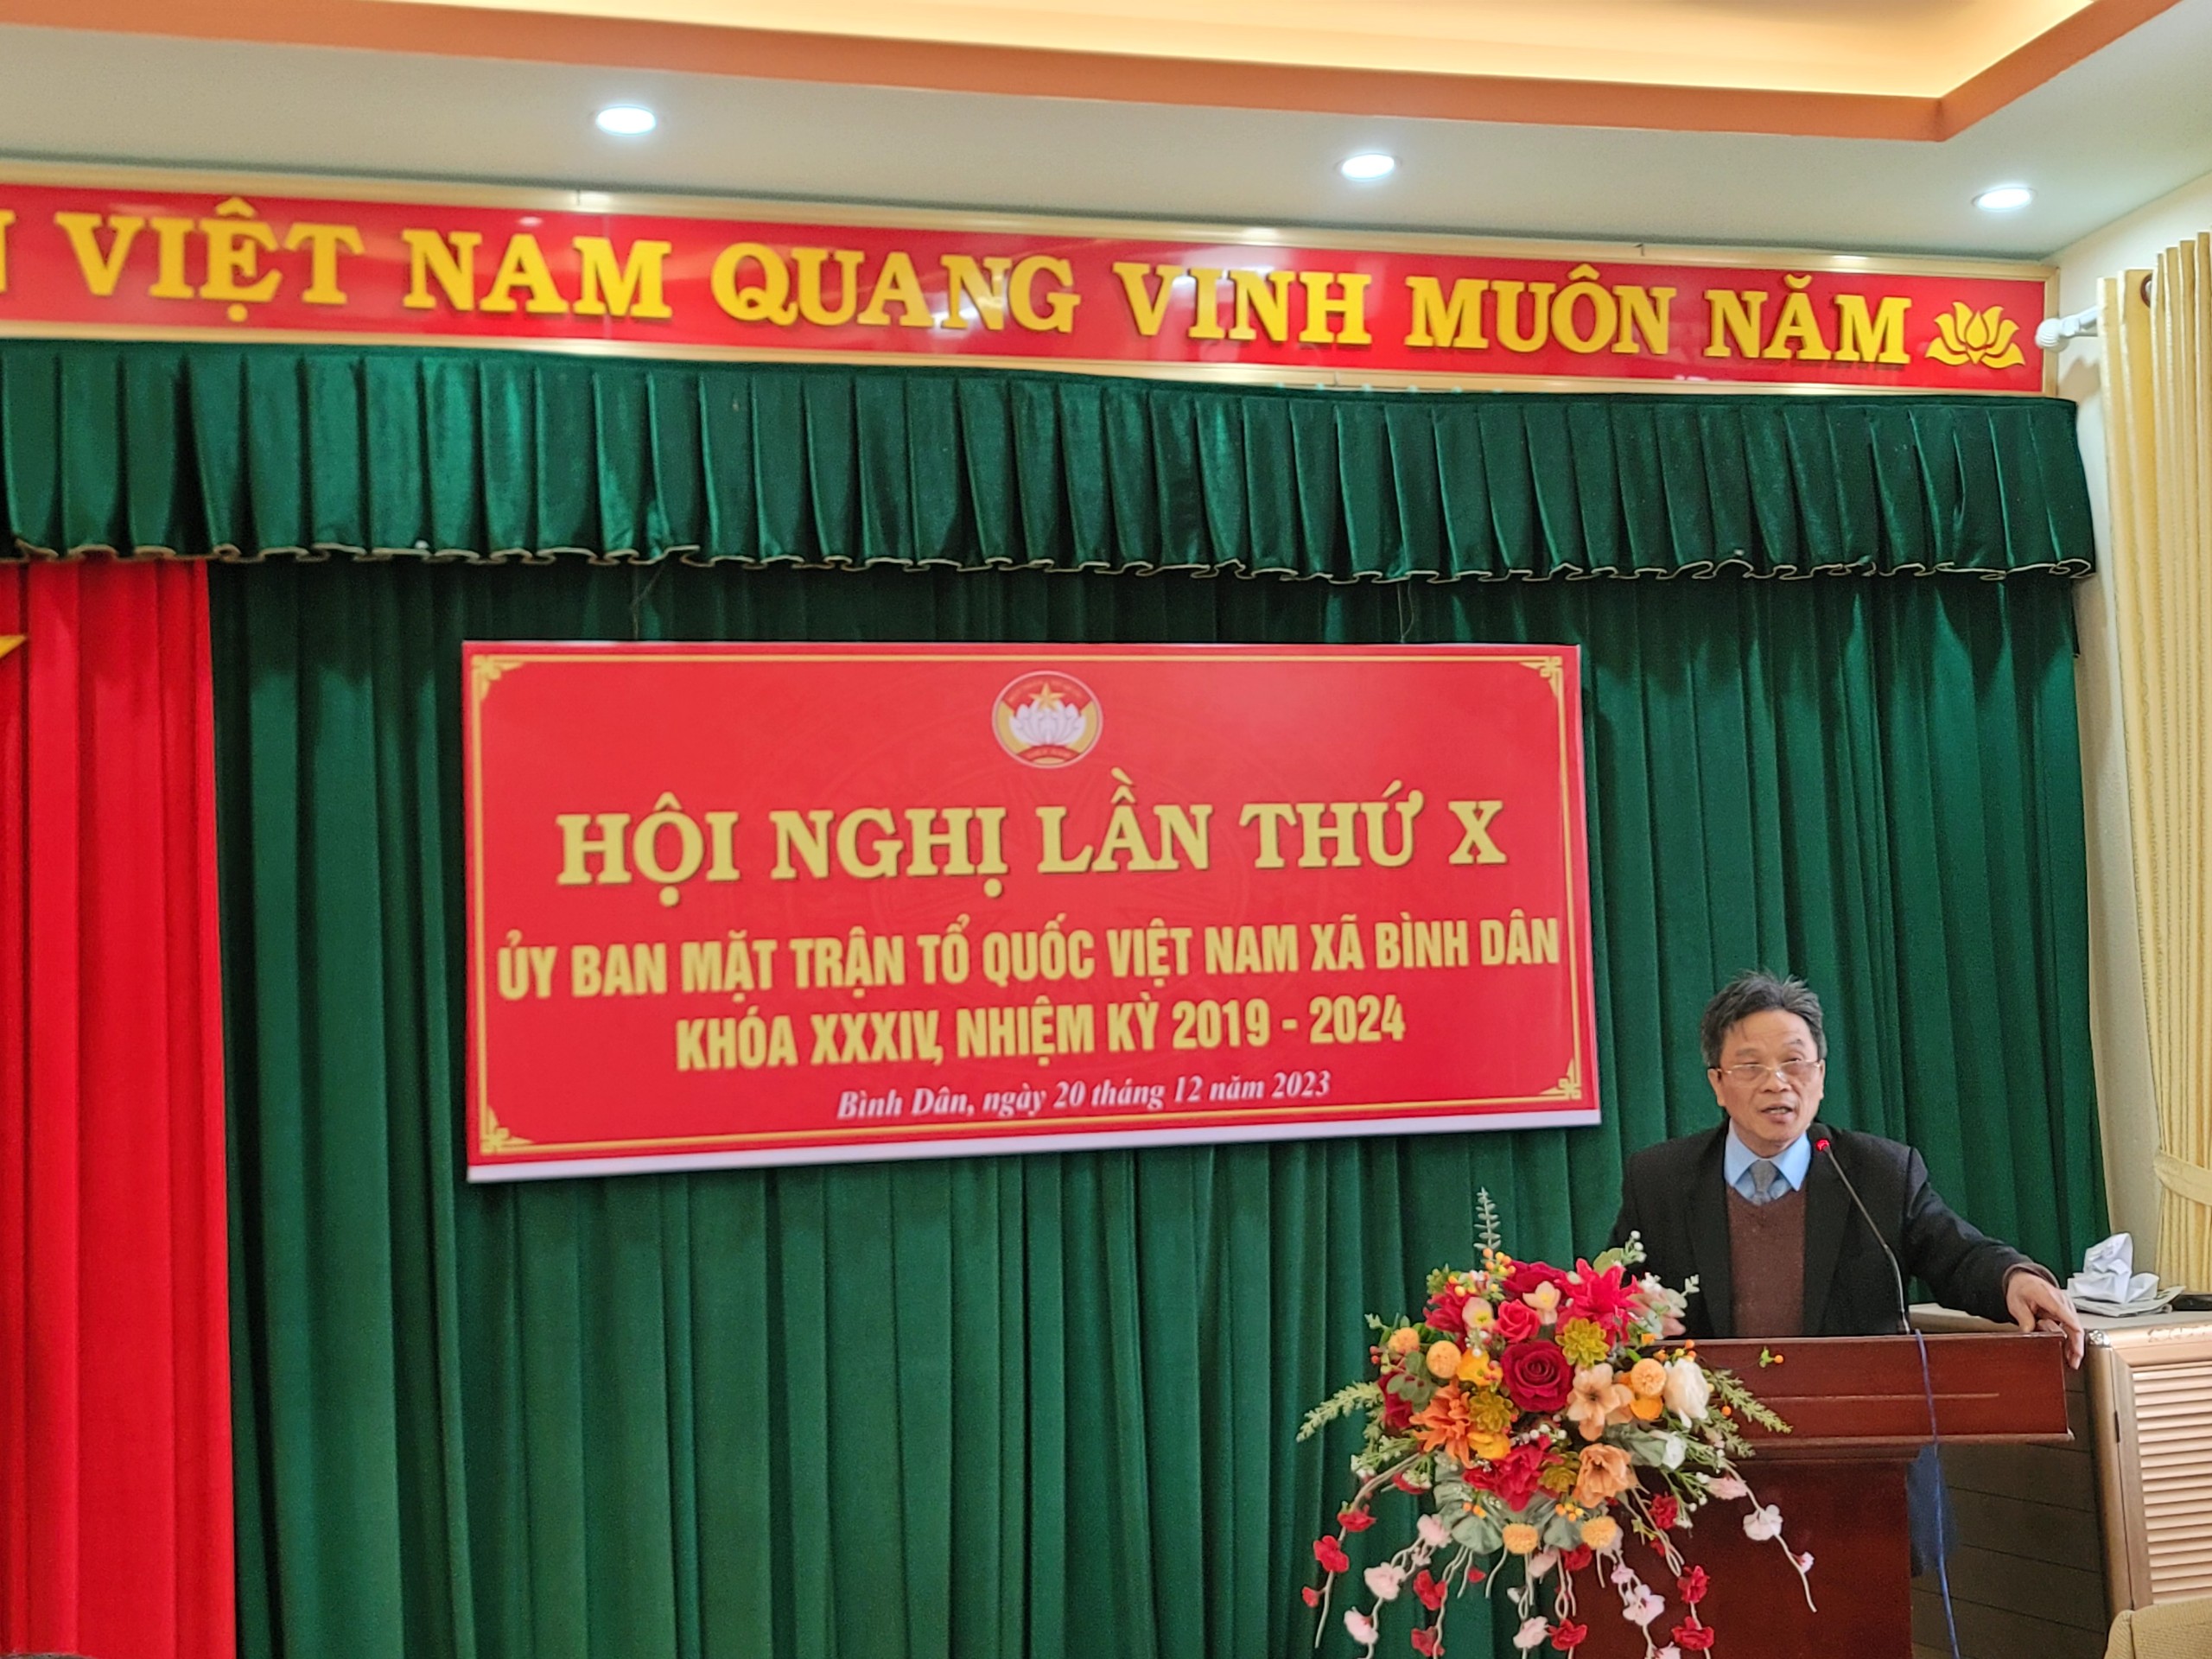 VIỆT NAM QUANG VINH MUÔN NĂM
HỘI NGHỊ LẦN THỨ X
ỦY BAN MẶT TRẬN TỔ QUỐC VIỆT NAM XÃ BÌNH DÂN
KHÓA XXXIV, NHIỆM KỲ 2019 - 2024
Bình Dân, ngày 20 tháng 12 năm 2023